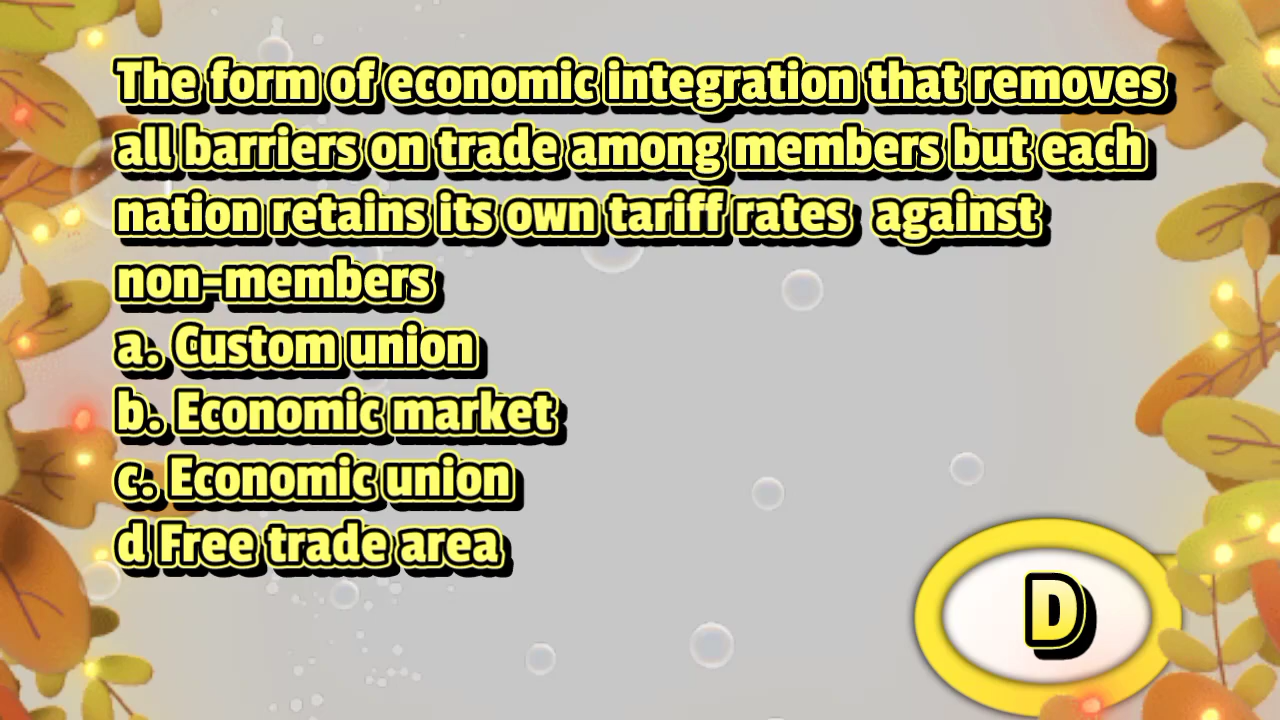 The form of economic integration that removes
all barriers on trade among members but each
nation retains its own tariff rates  against
non-members
a. Custom union
b. Economic market
c. Economic union
d Free trade area
D